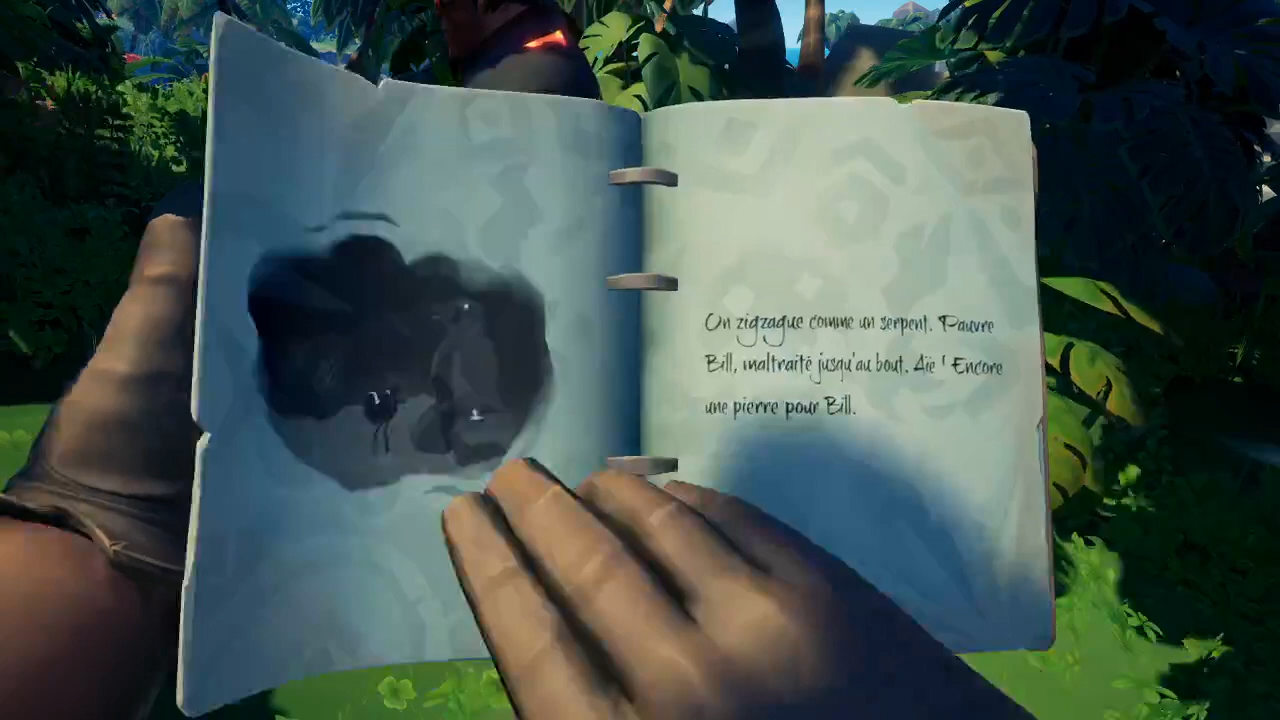 On zigzague comme un serpent. Pauvre
Bill, maltraité jusqu'au bout. Aïe ! Encore
une pierre pour Bill.